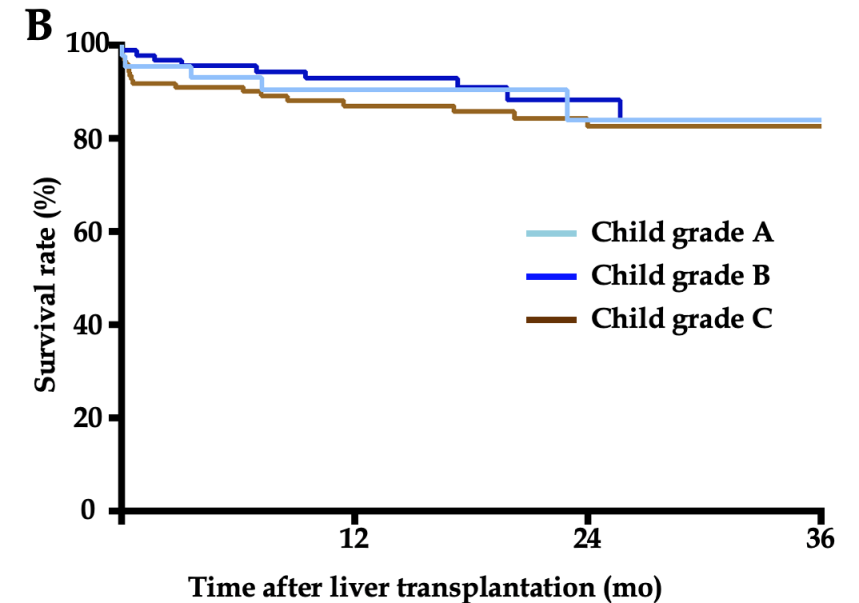 B
100
80
60
40
20
0
Survival rate (%)
Child grade A
Child grade B
Child grade C
12
24
36
Time after liver transplantation (mo)